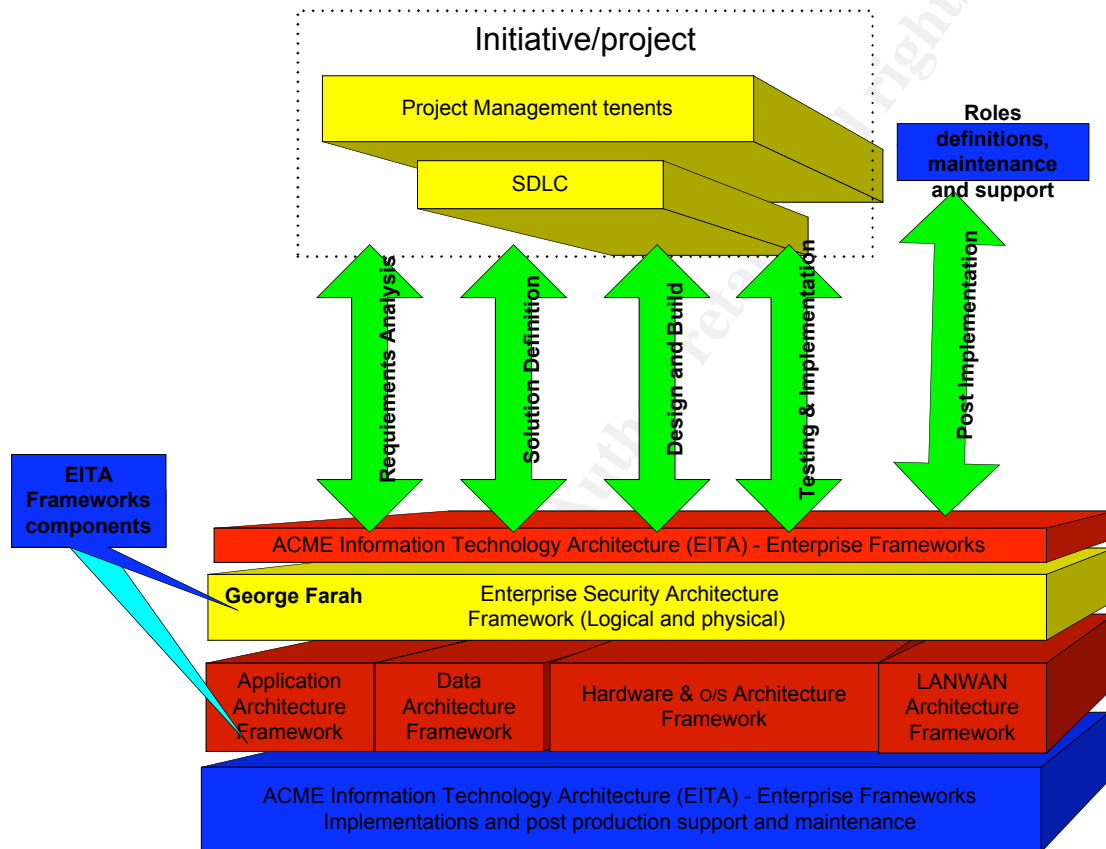 Initiative/project
Project Management tenents
SDLC
Roles
definitions,
maintenance
and support
Requiements Analysis
Solution Definition
Design and Build
Testing & Implementation
Post Implementation
EITA
Frameworks
components
ACME Information Technology Architecture (EITA) - Enterprise Frameworks
George Farah
Enterprise Security Architecture
Framework (Logical and physical)
Application
Architecture
Framework
Data
Architecture
Framework
Hardware & O/S Architecture
Framework
LANWAN
Architecture
Framework
ACME Information Technology Architecture (EITA) - Enterprise Frameworks
Implementations and post production support and maintenance